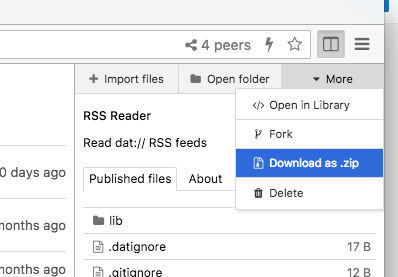 4 peers
Import files
Open folder
More
Open in Library
RSS Reader
Fork
Read dat:// RSS feeds
Download as .zip
0 days ago
Published files
About
Delete
months ago
lib
.datignore 17 B
months ago
.gitignore 12 B